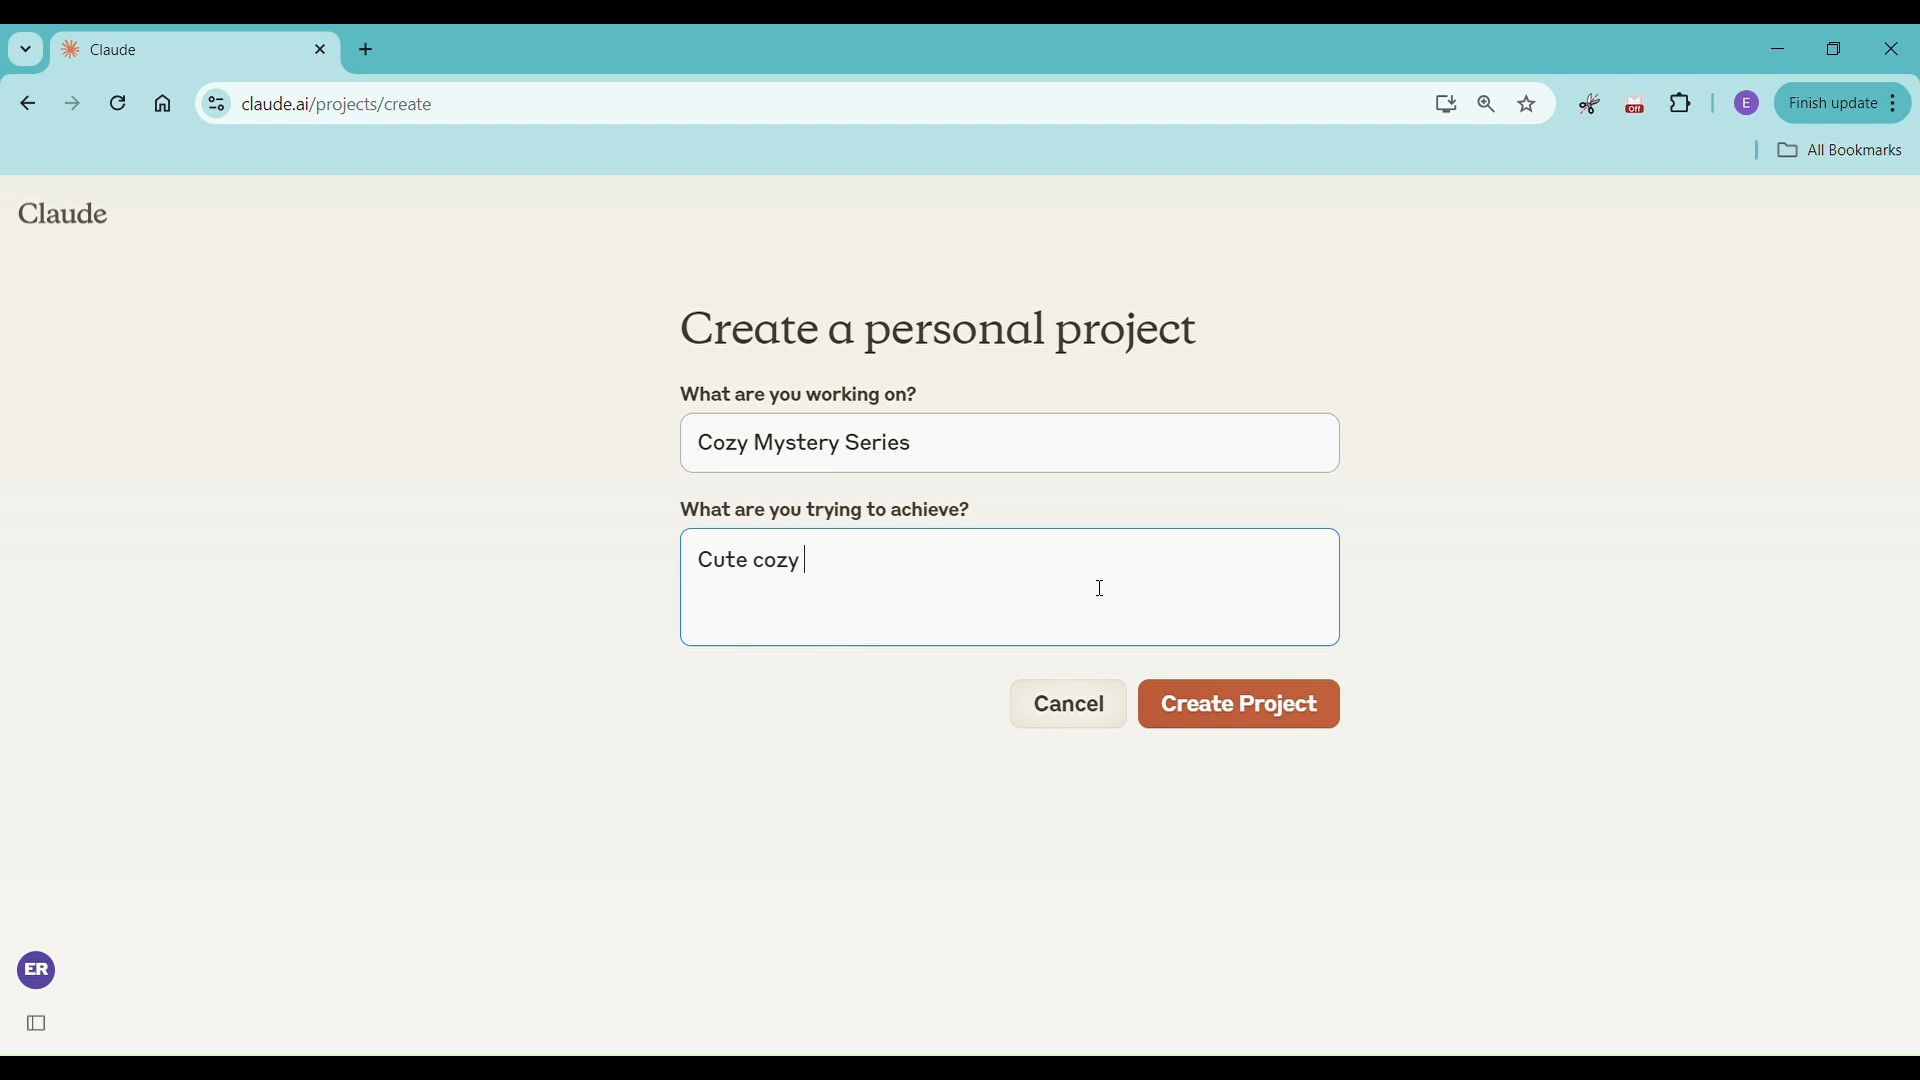 Claude
claude.ai/projects/create
Off
E
Finish update
All Bookmarks
Claude
Create a personal project
What are you working on?
Cozy Mystery Series
What are you trying to achieve?
Cute cozy
Cancel
Create Project
ER